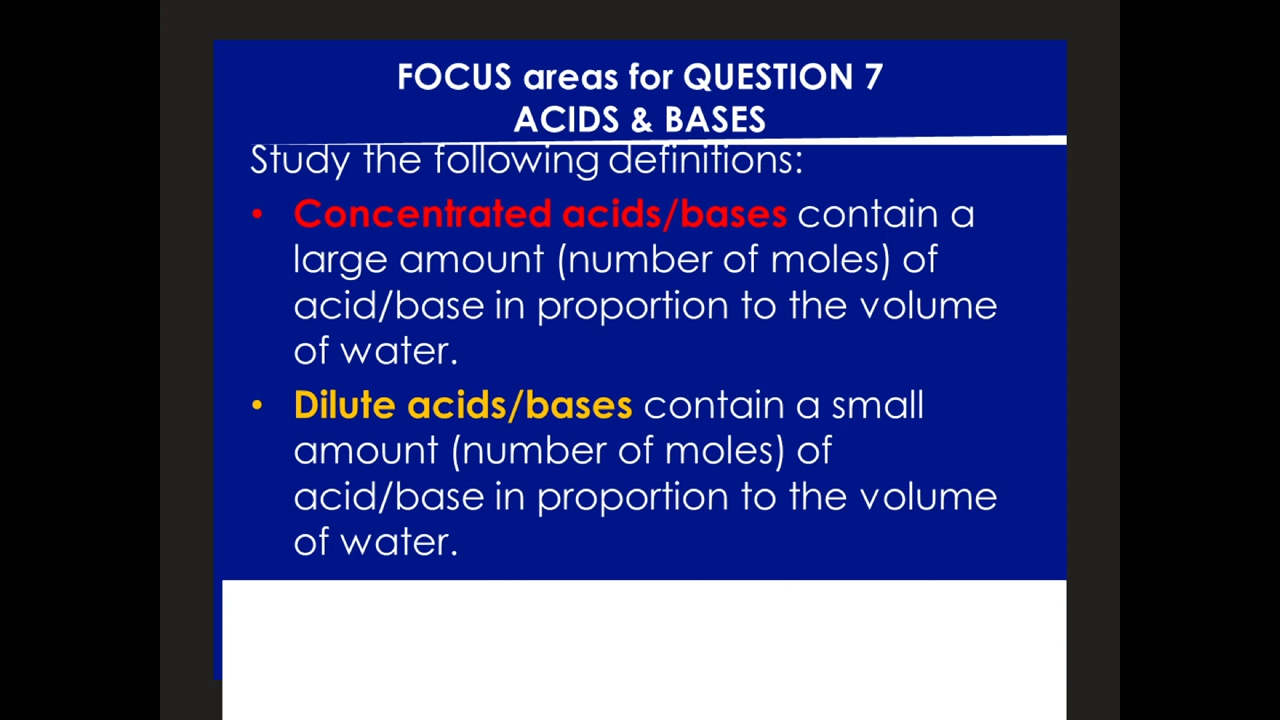 FOCUS areas for QUESTION 7
ACIDS & BASES
Study the following definitions:
• Concentrated acids/bases contain a
large amount (number of moles) of
acid/base in proportion to the volume
of water.
• Dilute acids/bases contain a small
amount (number of moles) of
acid/base in proportion to the volume
of water.